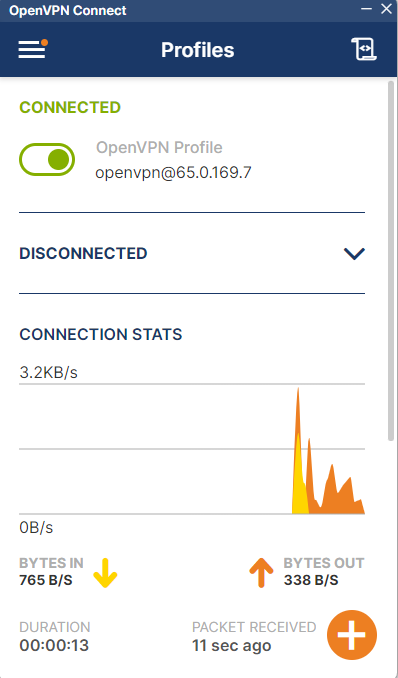 OpenVPN Connect
Profiles
CONNECTED
OpenVPN Profile
openvpn@65.0.169.7
DISCONNECTED
CONNECTION STATS
3.2KB/s
0B/s
BYTES IN
765 B/S
BYTES OUT
338 B/S
DURATION
00:00:13
PACKET RECEIVED
11 sec ago